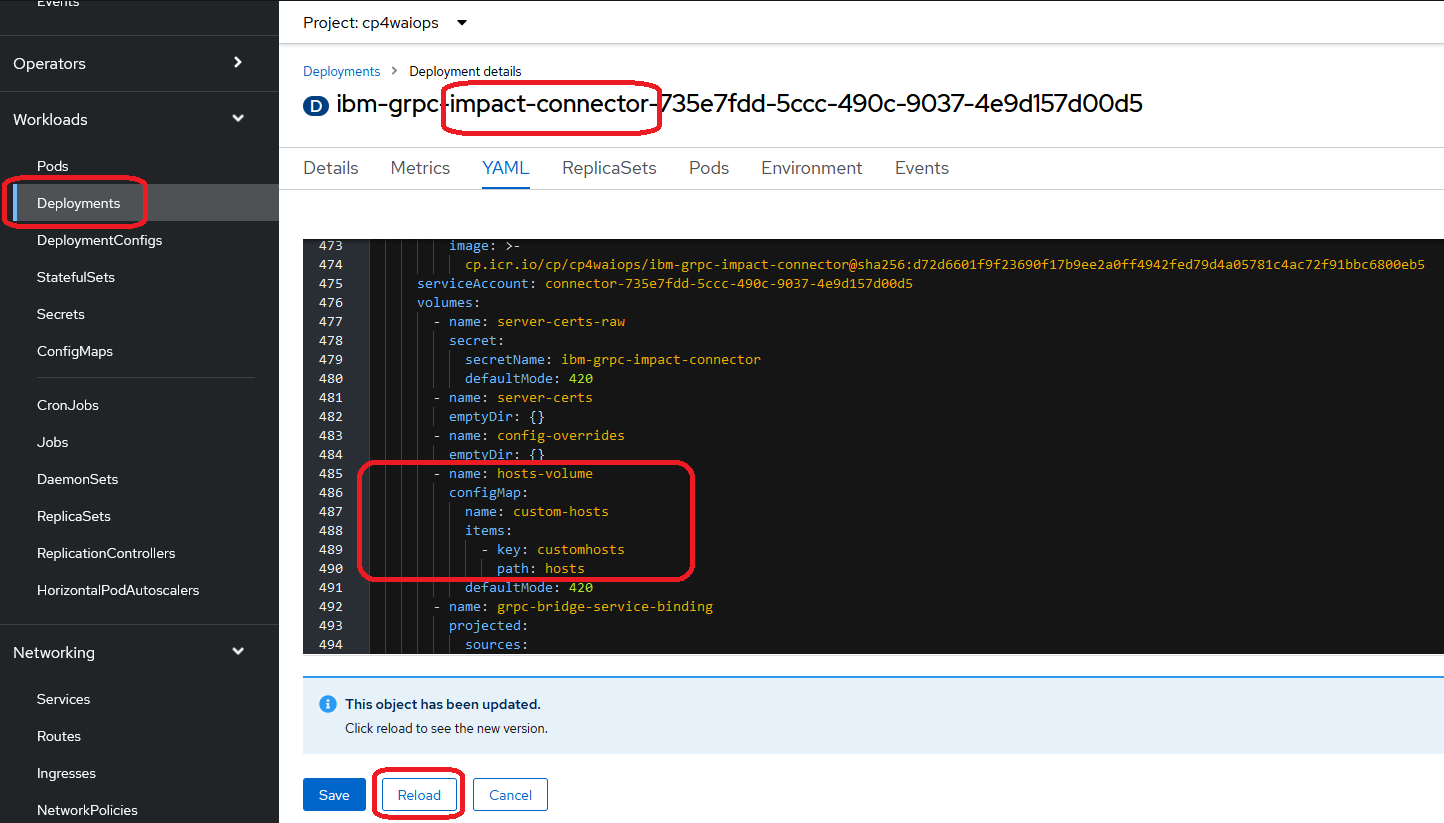 Events
Operators
Workloads
Pods
Deployments
DeploymentConfigs
StatefulSets
Secrets
ConfigMaps
CronJobs
Jobs
DaemonSets
ReplicaSets
ReplicationControllers
HorizontalPodAutoscalers
Networking
Services
Routes
Ingresses
NetworkPolicies
Project: cp4waiops
Deployments > Deployment details
D ibm-grpc-impact-connector-735e7fdd-5ccc-490c-9037-4e9d157d00d5
Details Metrics YAML ReplicaSets Pods Environment Events
473 image: >-
474 cp.icr.io/cp/cp4waiops/ibm-grpc-impact-connector@sha256:d72d6601f9f23690f17b9ee2a0ff4942fed79d4a05781c4ac72f91bbc6800eb5
475 serviceAccount: connector-735e7fdd-5ccc-490c-9037-4e9d157d00d5
476 volumes:
477 - name: server-certs-raw
478 secret:
479 secretName: ibm-grpc-impact-connector
480 defaultMode: 420
481 - name: server-certs
482 emptyDir: {}
483 - name: config-overrides
484 emptyDir: {}
485 - name: hosts-volume
486 configMap:
487 name: custom-hosts
488 items:
489 - key: customhosts
490 path: hosts
491 defaultMode: 420
492 - name: grpc-bridge-service-binding
493 projected:
494 sources:
This object has been updated.
Click reload to see the new version.
Save Reload Cancel